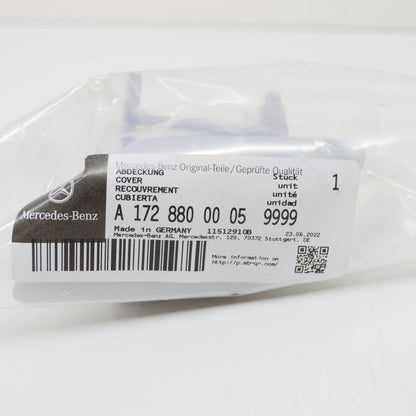 Mercedes-Benz Original-Teile/Geprüfte Qualität
ABDECKUNG Stück
COVER unit
RECOUVREMENT unité
CUBIERTA unidad
1
Mercedes-Benz
A 172 880 00 05 9999
Made in GERMANY 11512910B 23.06.2022
Mercedes-Benz AG, Mercedesstr. 120, 70372 Stuttgart, DE
More information on
http://p.mb-qr.com/